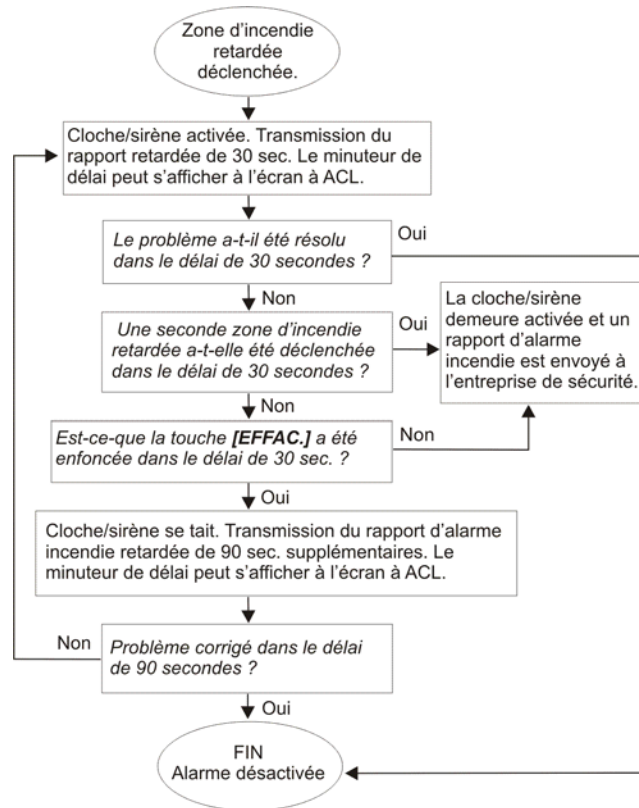 Zone d'incendie
retardée
déclenchée.
Cloche/sirène activée. Transmission du
rapport retardée de 30 sec. Le minuteur de
délai peut s'afficher à l'écran à ACL.
Le problème a-t-il été résolu
dans le délai de 30 secondes ?
Oui
Non
Une seconde zone d'incendie
retardée a-t-elle été déclenchée
dans le délai de 30 secondes ?
Oui
La cloche/sirène
demeure activée et un
rapport d'alarme
incendie est envoyé à
l'entreprise de sécurité.
Non
Est-ce-que la touche [EFFAC.] a été
enfoncée dans le délai de 30 sec. ?
Non
Oui
Cloche/sirène se tait. Transmission du rapport d'alarme
incendie retardée de 90 sec. supplémentaires. Le
minuteur de délai peut s'afficher à l'écran à ACL.
Non
Problème corrigé dans le délai
de 90 secondes ?
Oui
FIN
Alarme désactivée